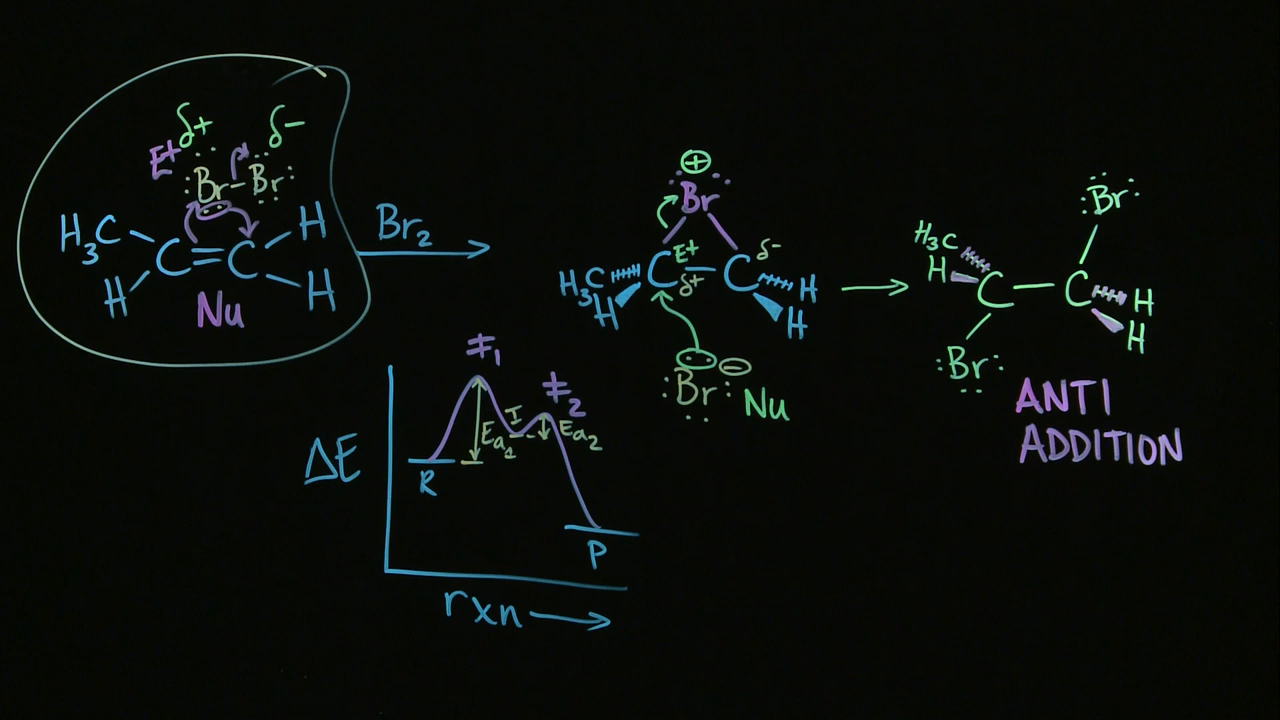 δ+ δ-
E+
:Br-Br:
H3C H
C=C
H H
Nu
Br2
⊕
Br
E+ δ-
H3C C-C H
δ+
H H
:Br: ⊖
Nu
:Br:
H3C
H
C-C H
H
:Br:
ANTI
ADDITION
‡1
‡2
I
Ea1 Ea2
ΔE
R
P
rxn →